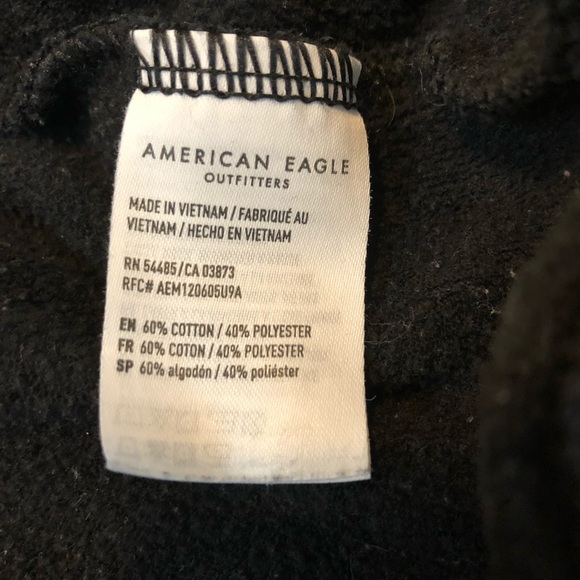 AMERICAN EAGLE
OUTFITTERS
MADE IN VIETNAM / FABRIQUÉ AU
VIETNAM / HECHO EN VIETNAM
RN 54485/CA 03873
RFC# AEM120605U9A
EN 60% COTTON / 40% POLYESTER
FR 60% COTON / 40% POLYESTER
SP 60% algodón / 40% poliéster